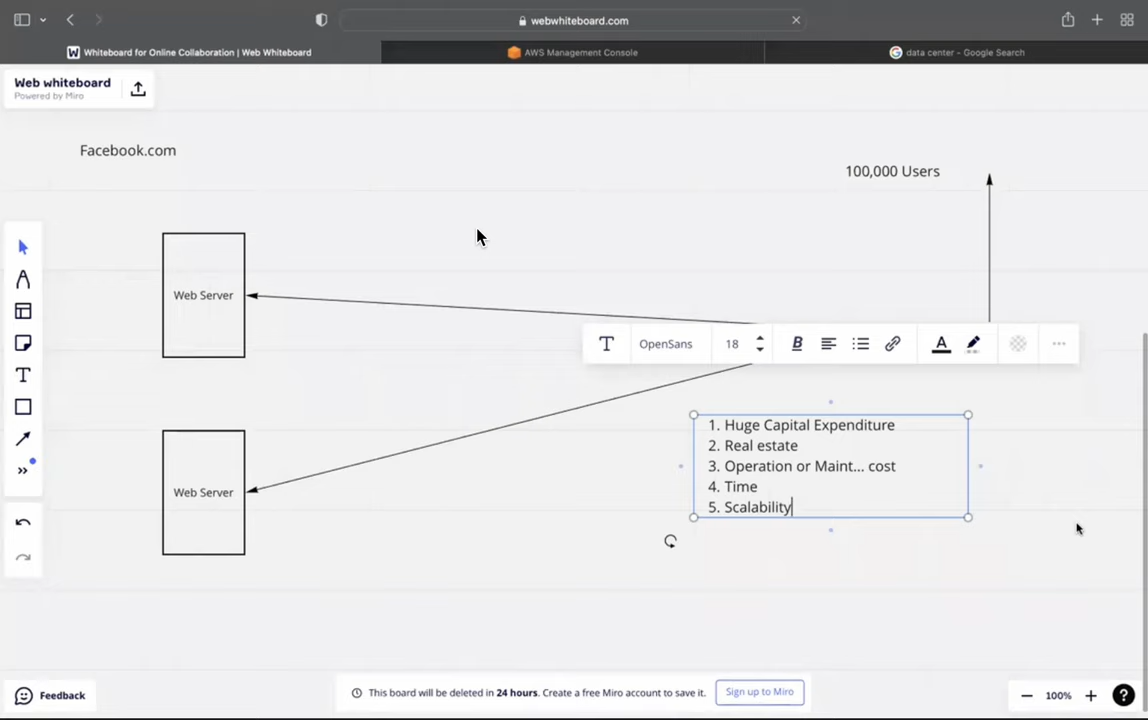 webwhiteboard.com
Whiteboard for Online Collaboration | Web Whiteboard
AWS Management Console
data center - Google Search
Web whiteboard
Powered by Miro
Facebook.com
100,000 Users
Web Server
OpenSans
18
1. Huge Capital Expenditure
2. Real estate
3. Operation or Maint... cost
4. Time
5. Scalability
Web Server
Feedback
This board will be deleted in 24 hours. Create a free Miro account to save it.
Sign up to Miro
100%